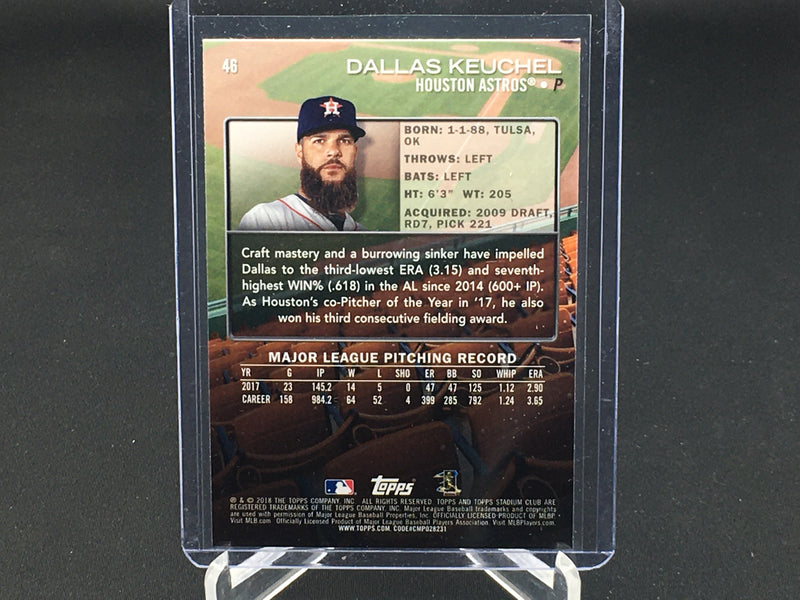 46
DALLAS KEUCHEL
HOUSTON ASTROS® • P
H
BORN: 1-1-88, TULSA,
OK
THROWS: LEFT
BATS: LEFT
HT: 6'3" WT: 205
ACQUIRED: 2009 DRAFT,
RD7, PICK 221
Craft mastery and a burrowing sinker have impelled
Dallas to the third-lowest ERA (3.15) and seventh-
highest WIN% (.618) in the AL since 2014 (600+ IP).
As Houston's co-Pitcher of the Year in '17, he also
won his third consecutive fielding award.
MAJOR LEAGUE PITCHING RECORD
YR G IP W L SHO ER BB SO WHIP ERA
2017 23 145.2 14 5 0 47 47 125 1.12 2.90
CAREER 158 984.2 64 52 4 399 285 792 1.24 3.65
Topps
® & © 2018 THE TOPPS COMPANY, INC. ALL RIGHTS RESERVED. TOPPS AND TOPPS STADIUM CLUB ARE
REGISTERED TRADEMARKS OF THE TOPPS COMPANY, INC. Major League Baseball trademarks and copyrights
are used with permission of Major League Baseball Properties, Inc. OFFICIALLY LICENSED PRODUCT OF MLBP.
Visit MLB.com Officially Licensed Product of Major League Baseball Players Association. Visit MLBPlayers.com.
WWW.TOPPS.COM. CODE#CMP028231